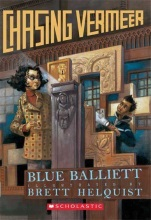 CHASING VERMEER
BLUE BALLIETT
ILLUSTRATED BY
BRETT HELQUIST
SCHOLASTIC